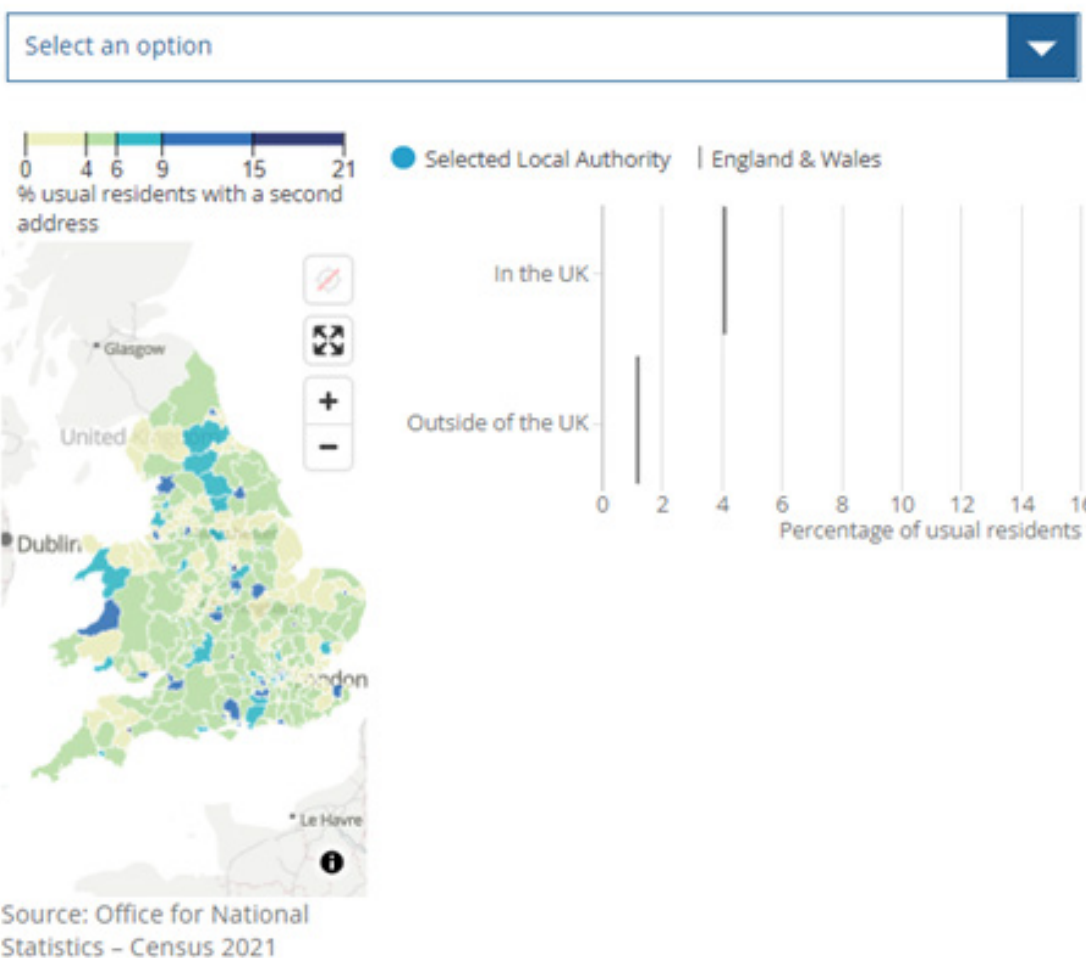 Select an option
0 4 6 9 15 21
% usual residents with a second
address
Selected Local Authority England & Wales
In the UK
Outside of the UK
0 2 4 6 8 10 12 14
Percentage of usual residents
Glasgow
United
Dublin
Le Havre
+
−
Source: Office for National
Statistics – Census 2021